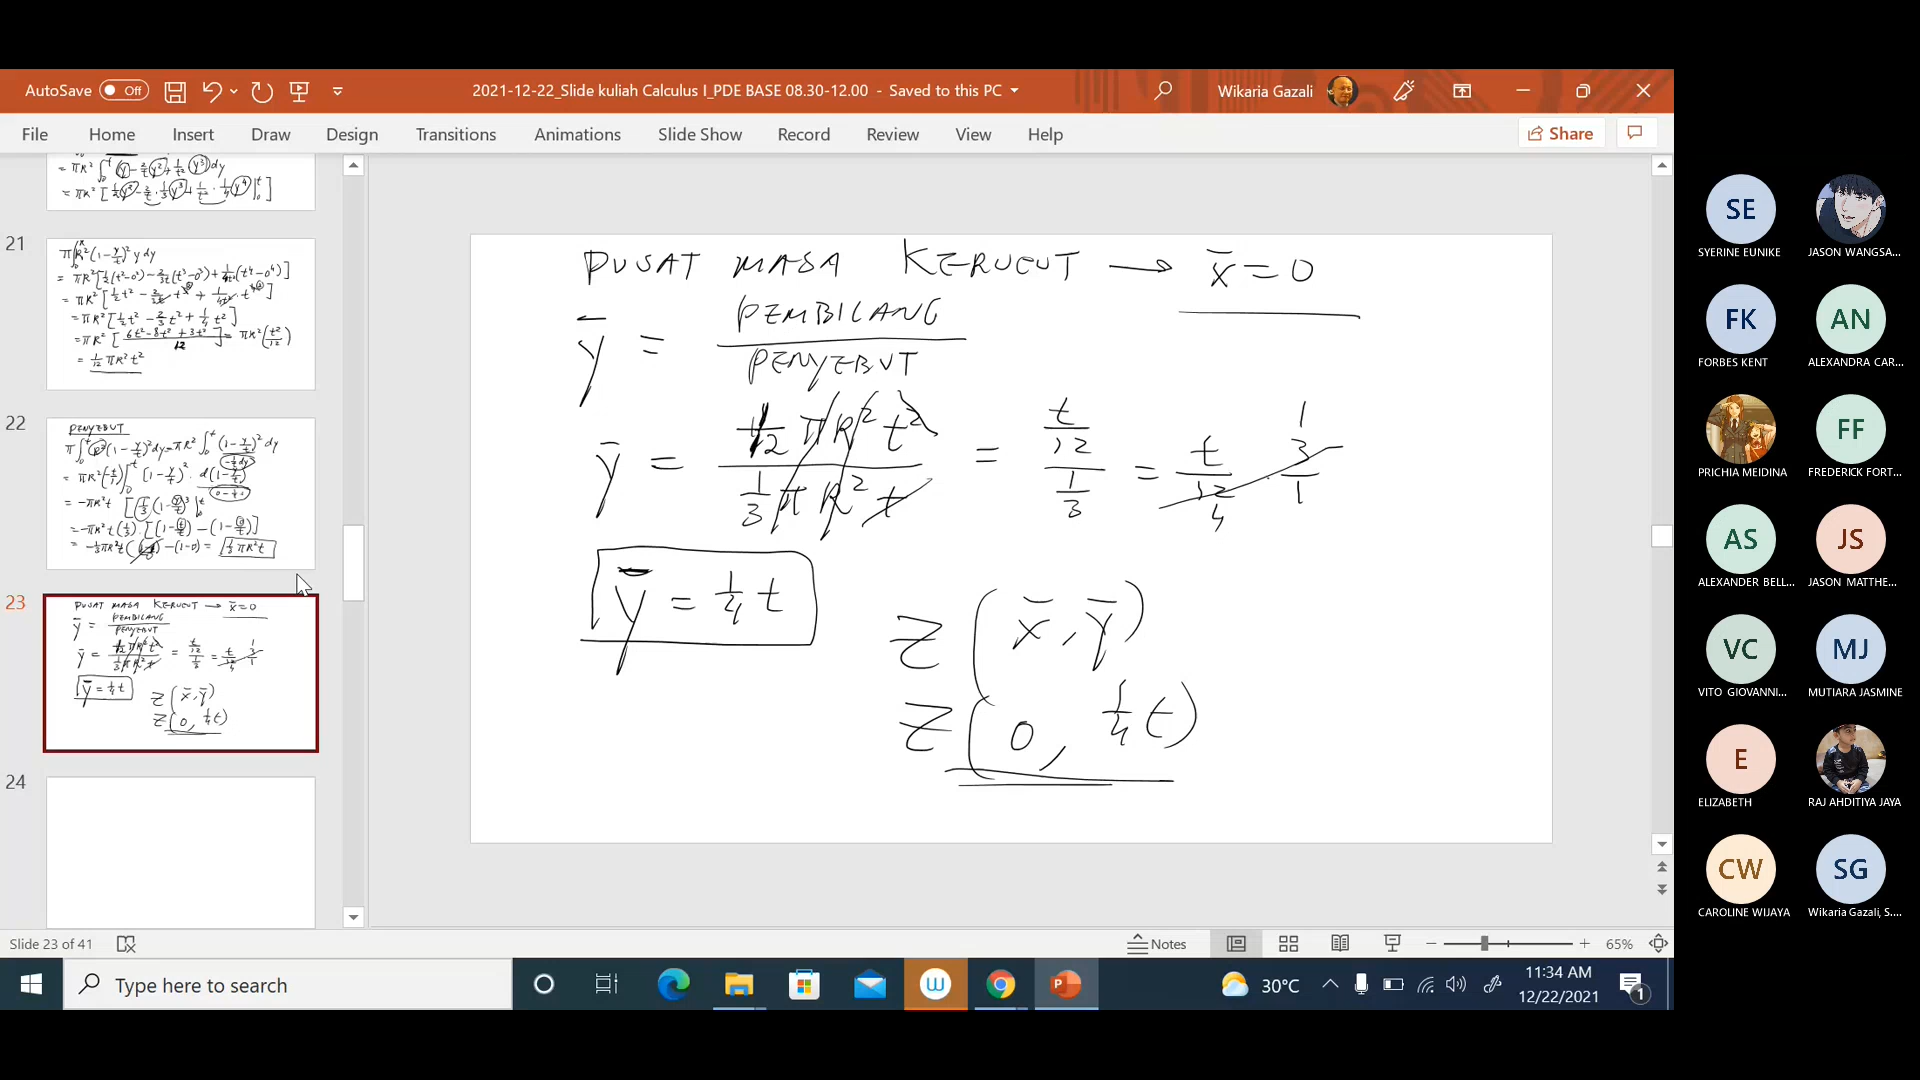 AutoSave Off
2021-12-22_Slide kuliah Calculus I_PDE BASE 08.30-12.00 - Saved to this PC
Wikaria Gazali
File Home Insert Draw Design Transitions Animations Slide Show Record Review View Help
Share
21
22
PENYEBUT
23
24
PUSAT MASA KERUCUT → x̄ = 0
ȳ = PEMBILANG / PENYEBUT
ȳ = 1/12 πR² t² / 1/3 πR² t = t/12 / 1/3 = t/12 · 3/1
4 1
ȳ = 1/4 t
Z (x̄, ȳ)
Z (0, 1/4 t)
SE
SYERINE EUNIKE
JASON WANGSA...
FK
FORBES KENT
AN
ALEXANDRA CAR...
PRICHIA MEIDINA
FF
FREDERICK FORT...
AS
ALEXANDER BELL...
JS
JASON MATTHE...
VC
VITO GIOVANNI...
MJ
MUTIARA JASMINE
E
ELIZABETH
RAJ AHDITIYA JAYA
CW
CAROLINE WIJAYA
SG
Wikaria Gazali, S....
Slide 23 of 41
Notes
65%
Type here to search
30°C
11:34 AM
12/22/2021
1